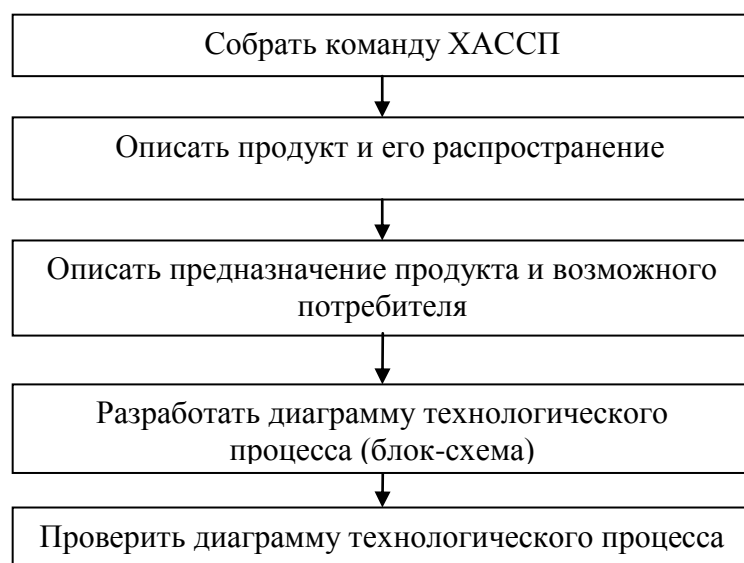 Собрать команду ХАССП
Описать продукт и его распространение
Описать предназначение продукта и возможного
потребителя
Разработать диаграмму технологического
процесса (блок-схема)
Проверить диаграмму технологического процесса